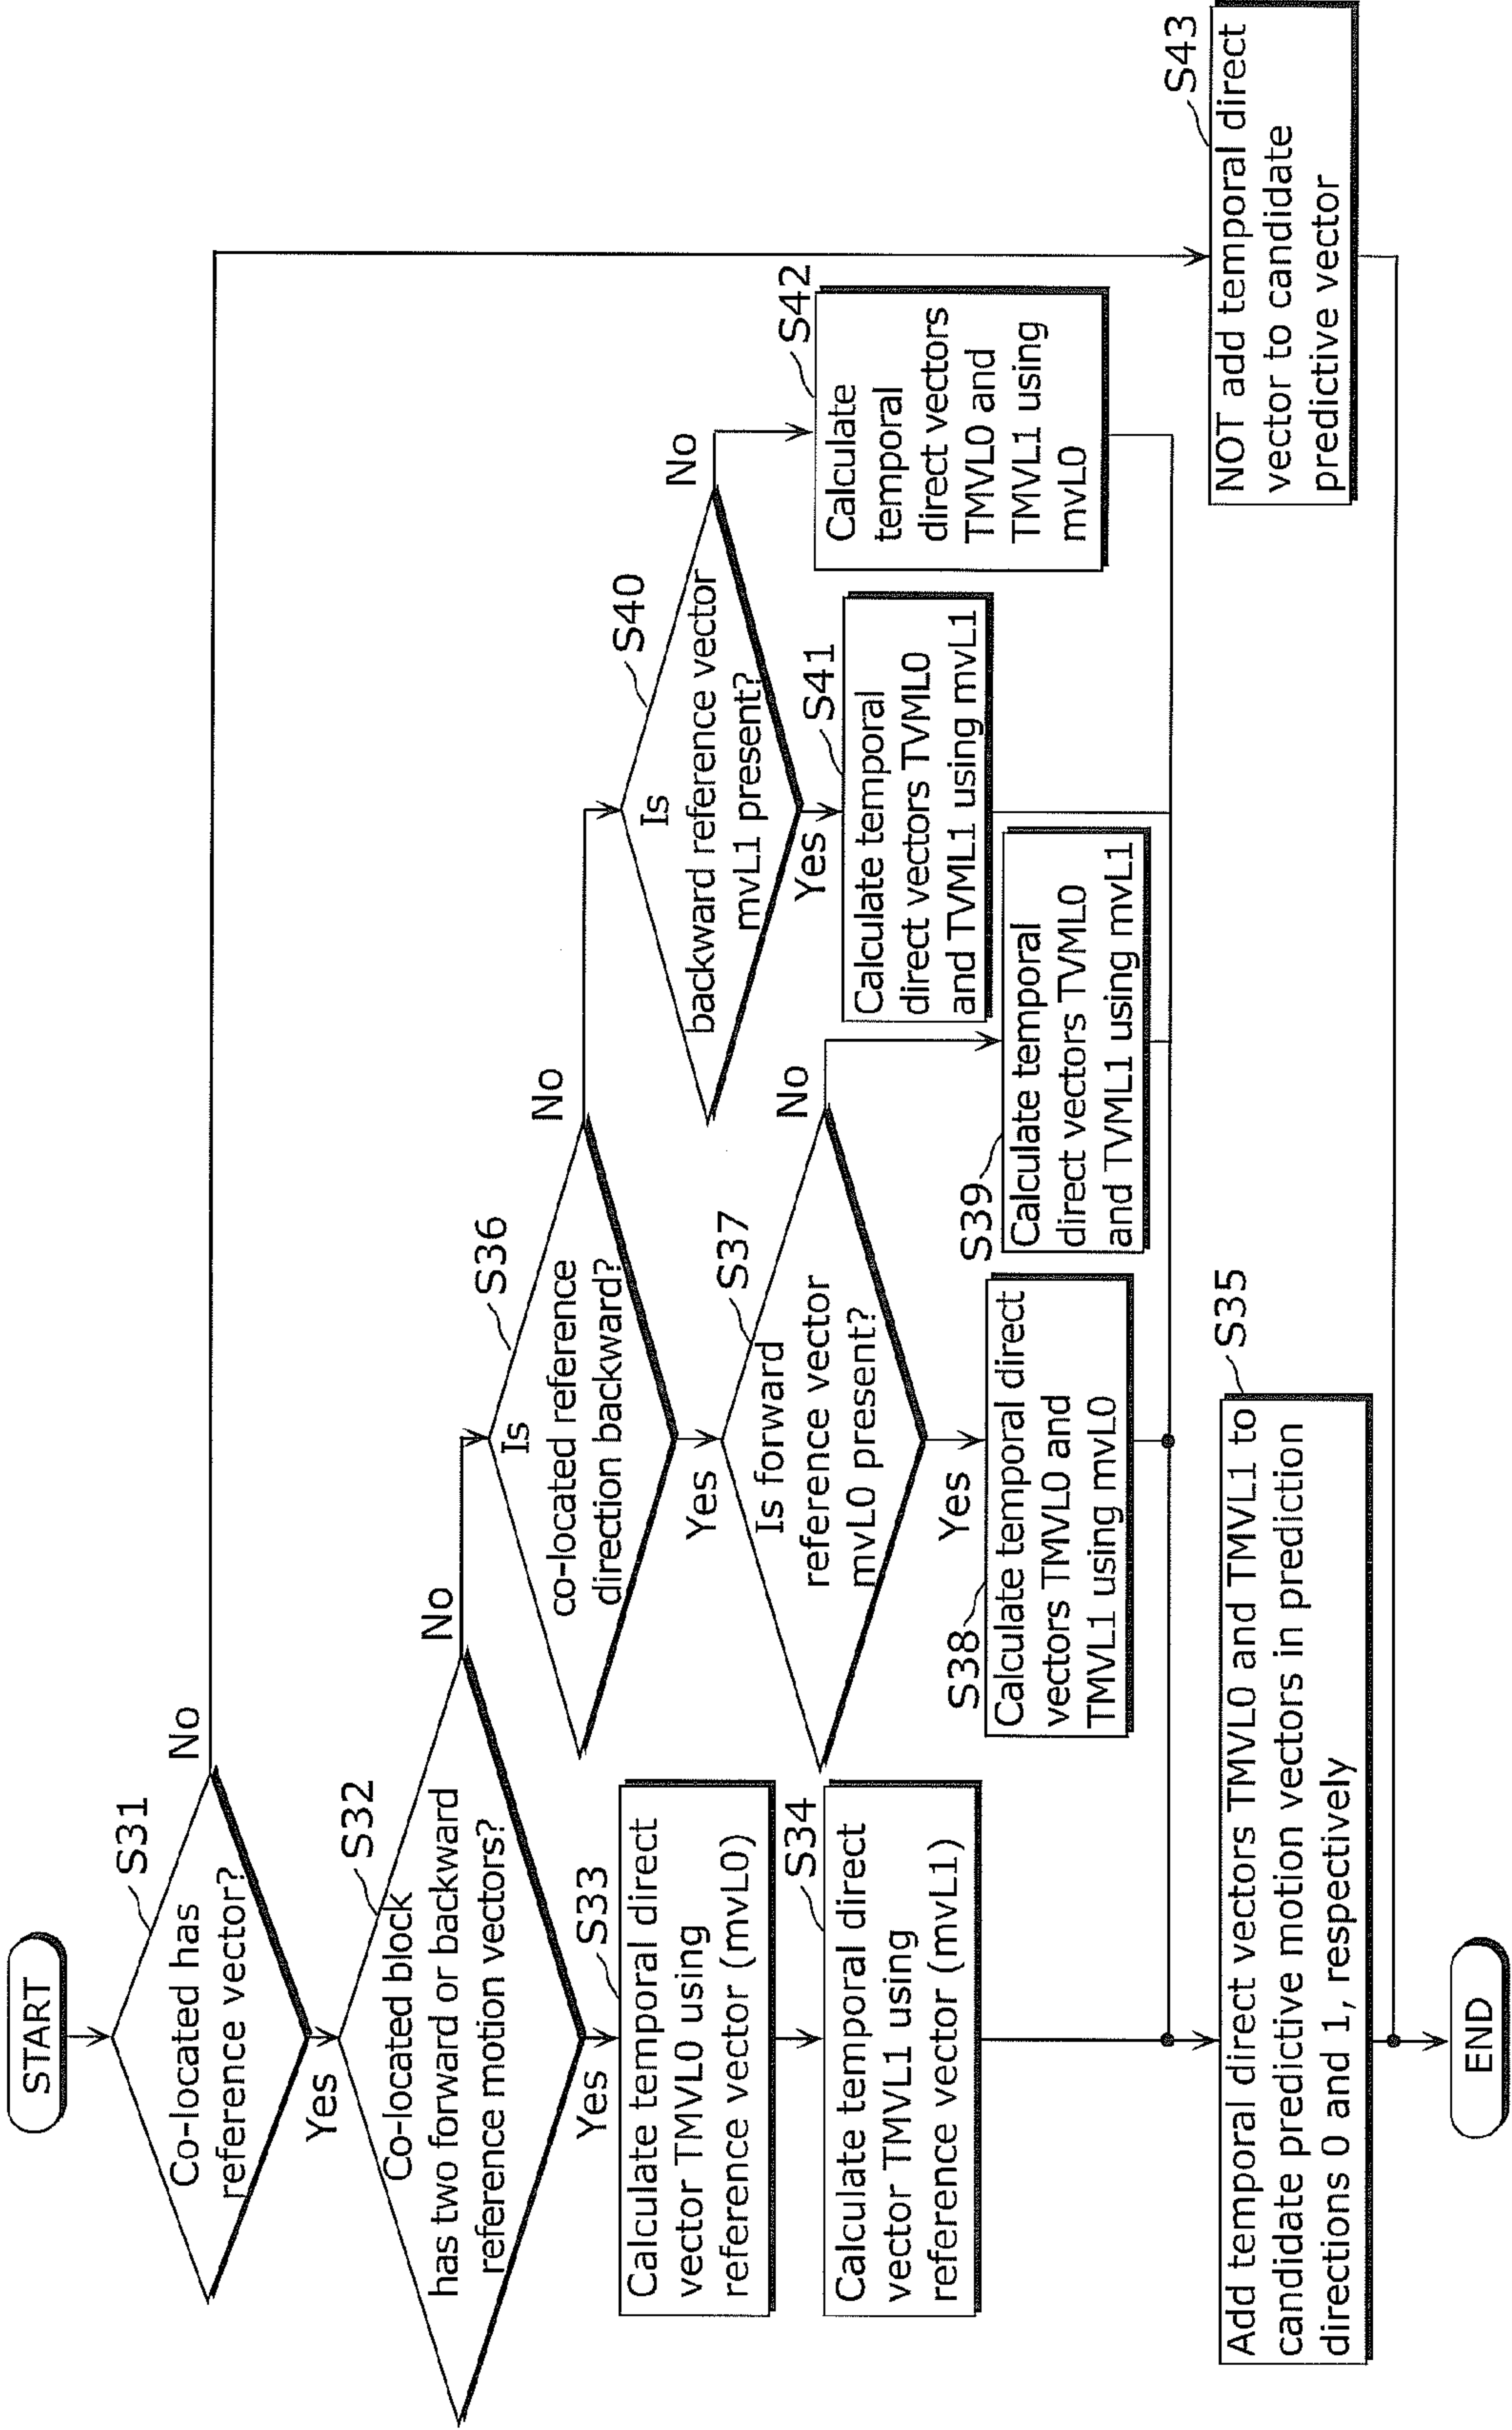 START
S31
Co-located has
reference vector?
No
Yes
S32
Co-located block
has two forward or backward
reference motion vectors?
No
Yes
S33
Calculate temporal direct
vector TMVL0 using
reference vector (mvL0)
S34
Calculate temporal direct
vector TMVL1 using
reference vector (mvL1)
S36
Is
co-located reference
direction backward?
No
Yes
S37
Is forward
reference vector
mvL0 present?
No
Yes
S38
Calculate temporal direct
vectors TMVL0 and
TMVL1 using mvL0
S39
Calculate temporal
direct vectors TVML0
and TVML1 using mvL1
S40
Is
backward reference vector
mvL1 present?
No
Yes
S41
Calculate temporal
direct vectors TVML0
and TVML1 using mvL1
S42
Calculate
temporal
direct vectors
TMVL0 and
TMVL1 using
mvL0
S35
Add temporal direct vectors TMVL0 and TMVL1 to
candidate predictive motion vectors in prediction
directions 0 and 1, respectively
S43
NOT add temporal direct
vector to candidate
predictive vector
END